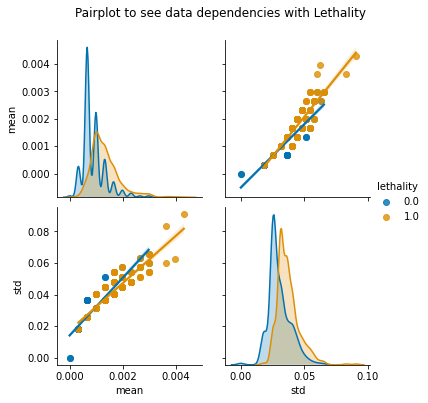 Pairplot to see data dependencies with Lethality
0.004
0.003
0.002
0.001
0.000
mean
lethality
0.0
1.0
0.08
0.06
0.04
0.02
0.00
std
0.000 0.002 0.004
mean
0.00 0.05 0.10
std